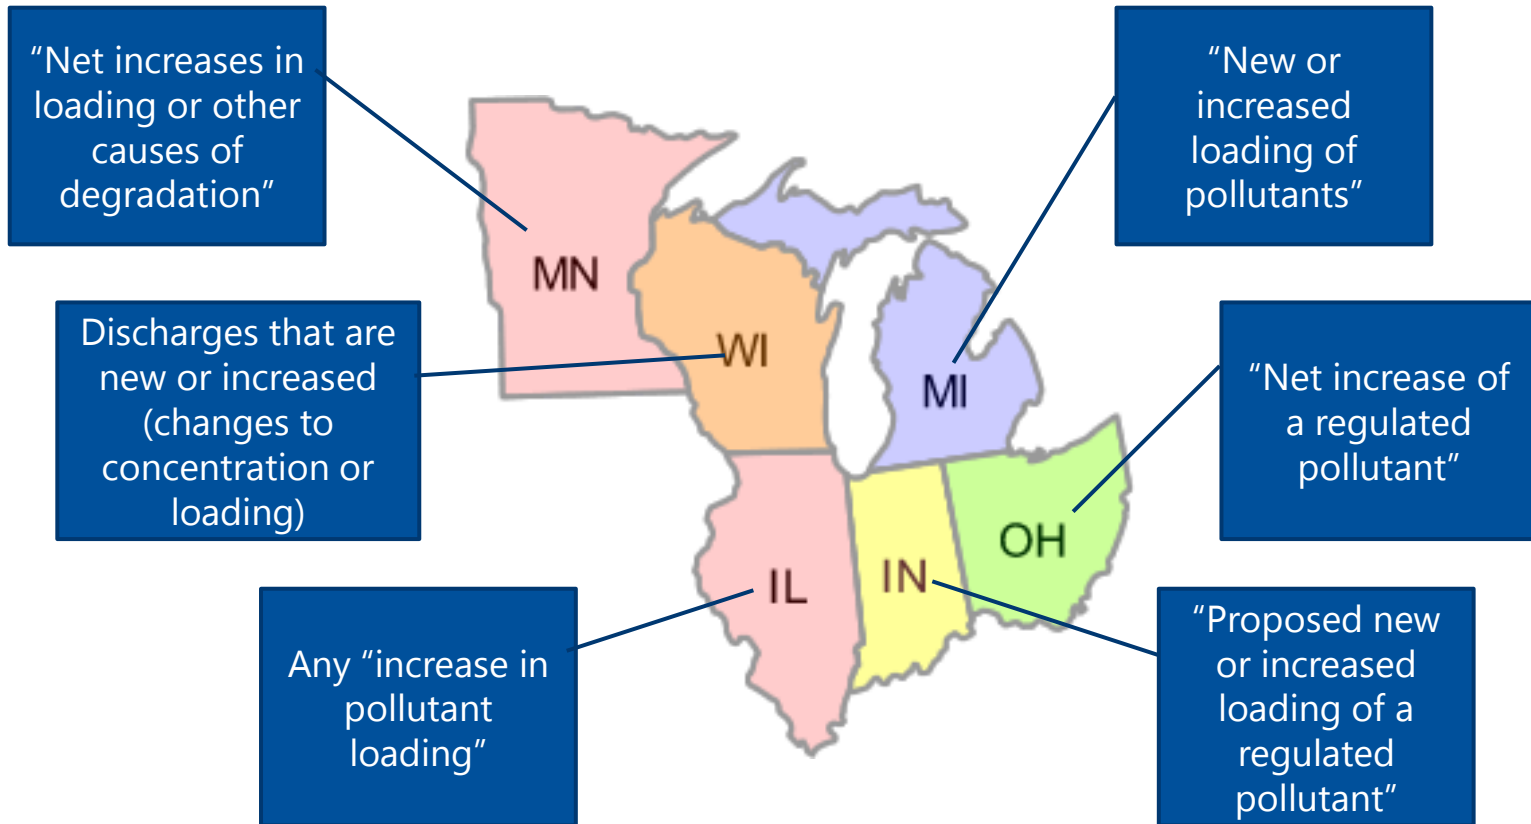 “Net increases in
loading or other
causes of
degradation”
“New or
increased
loading of
pollutants”
MN
Discharges that are
new or increased
(changes to
concentration or
loading)
WI
MI
“Net increase of
a regulated
pollutant”
OH
IL
IN
Any “increase in
pollutant
loading”
“Proposed new
or increased
loading of a
regulated
pollutant”